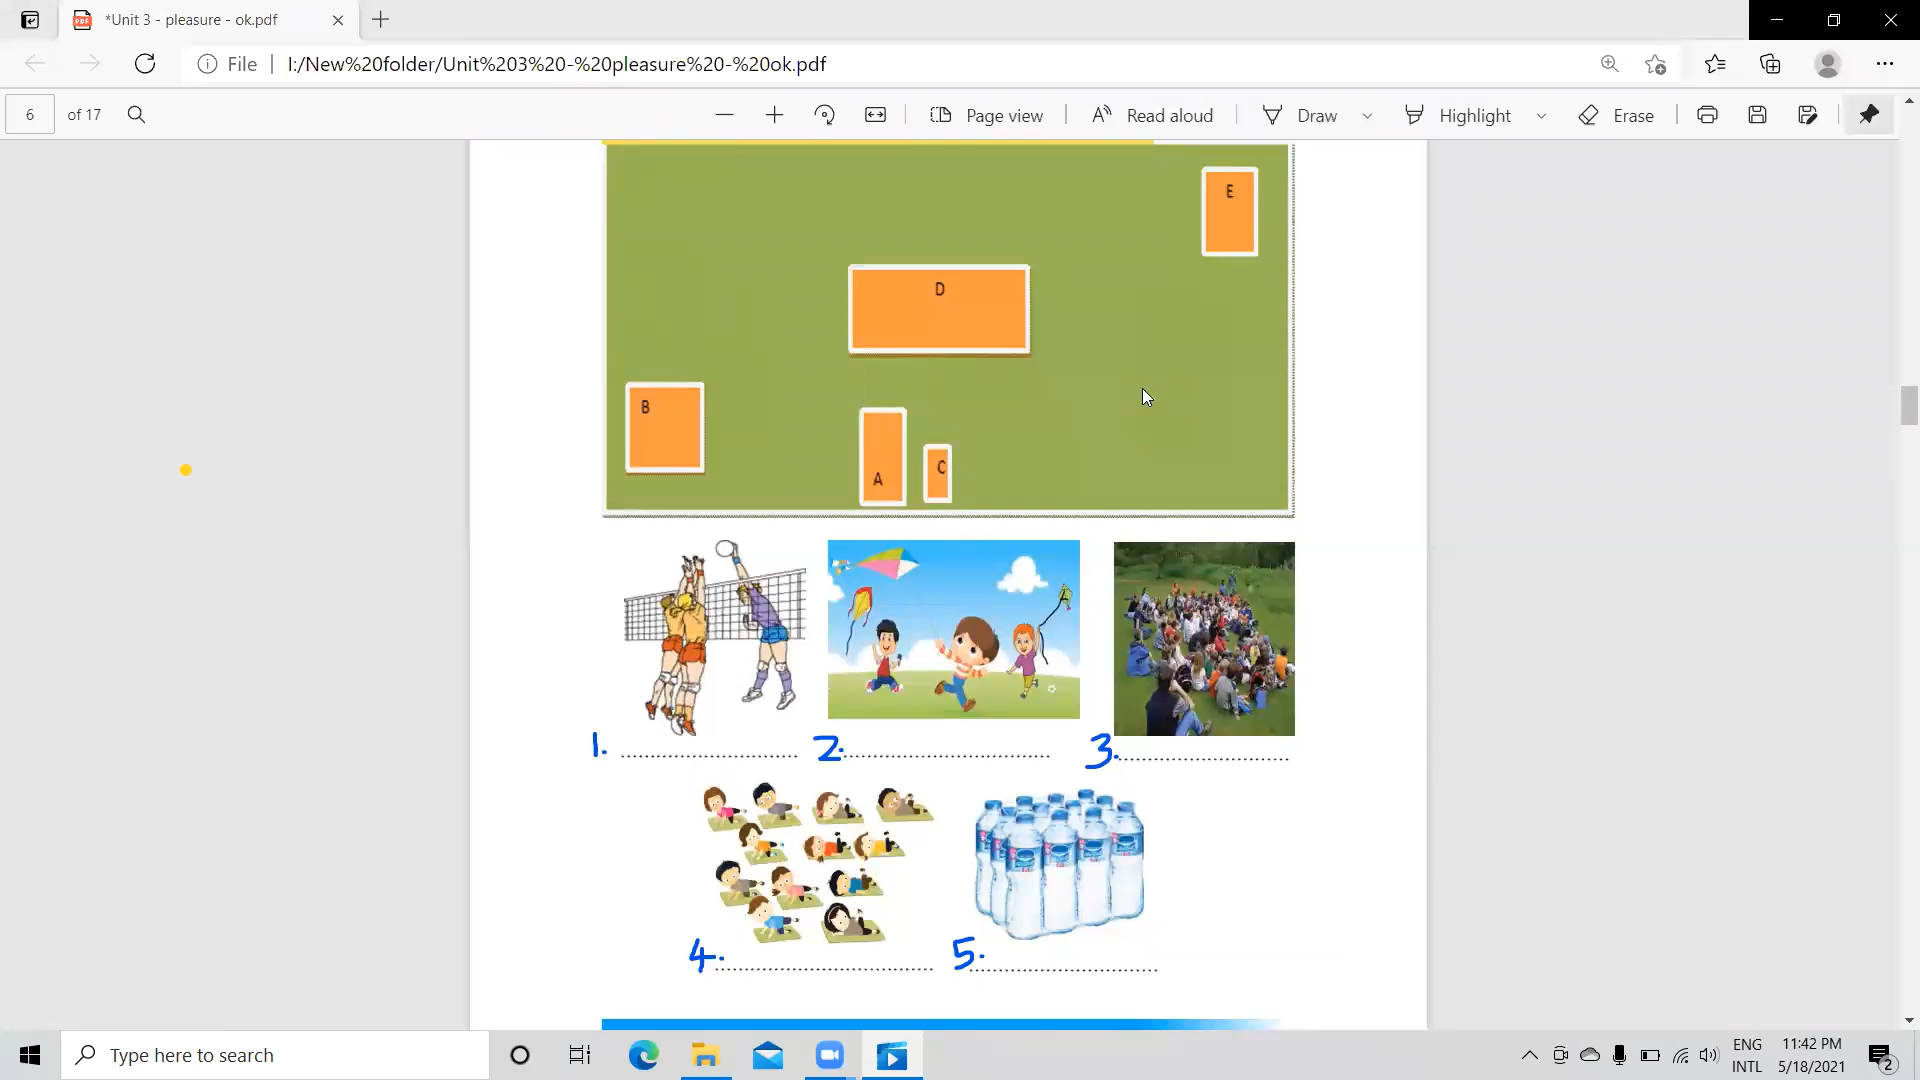 *Unit 3 - pleasure - ok.pdf
File
I:/New%20folder/Unit%203%20-%20pleasure%20-%20ok.pdf
6 of 17
Page view
Read aloud
Draw
Highlight
Erase
E
D
B
A
C
1. ........................
2. ........................
3. ........................
4. ........................
5. ........................
Type here to search
ENG
INTL
11:42 PM
5/18/2021
2